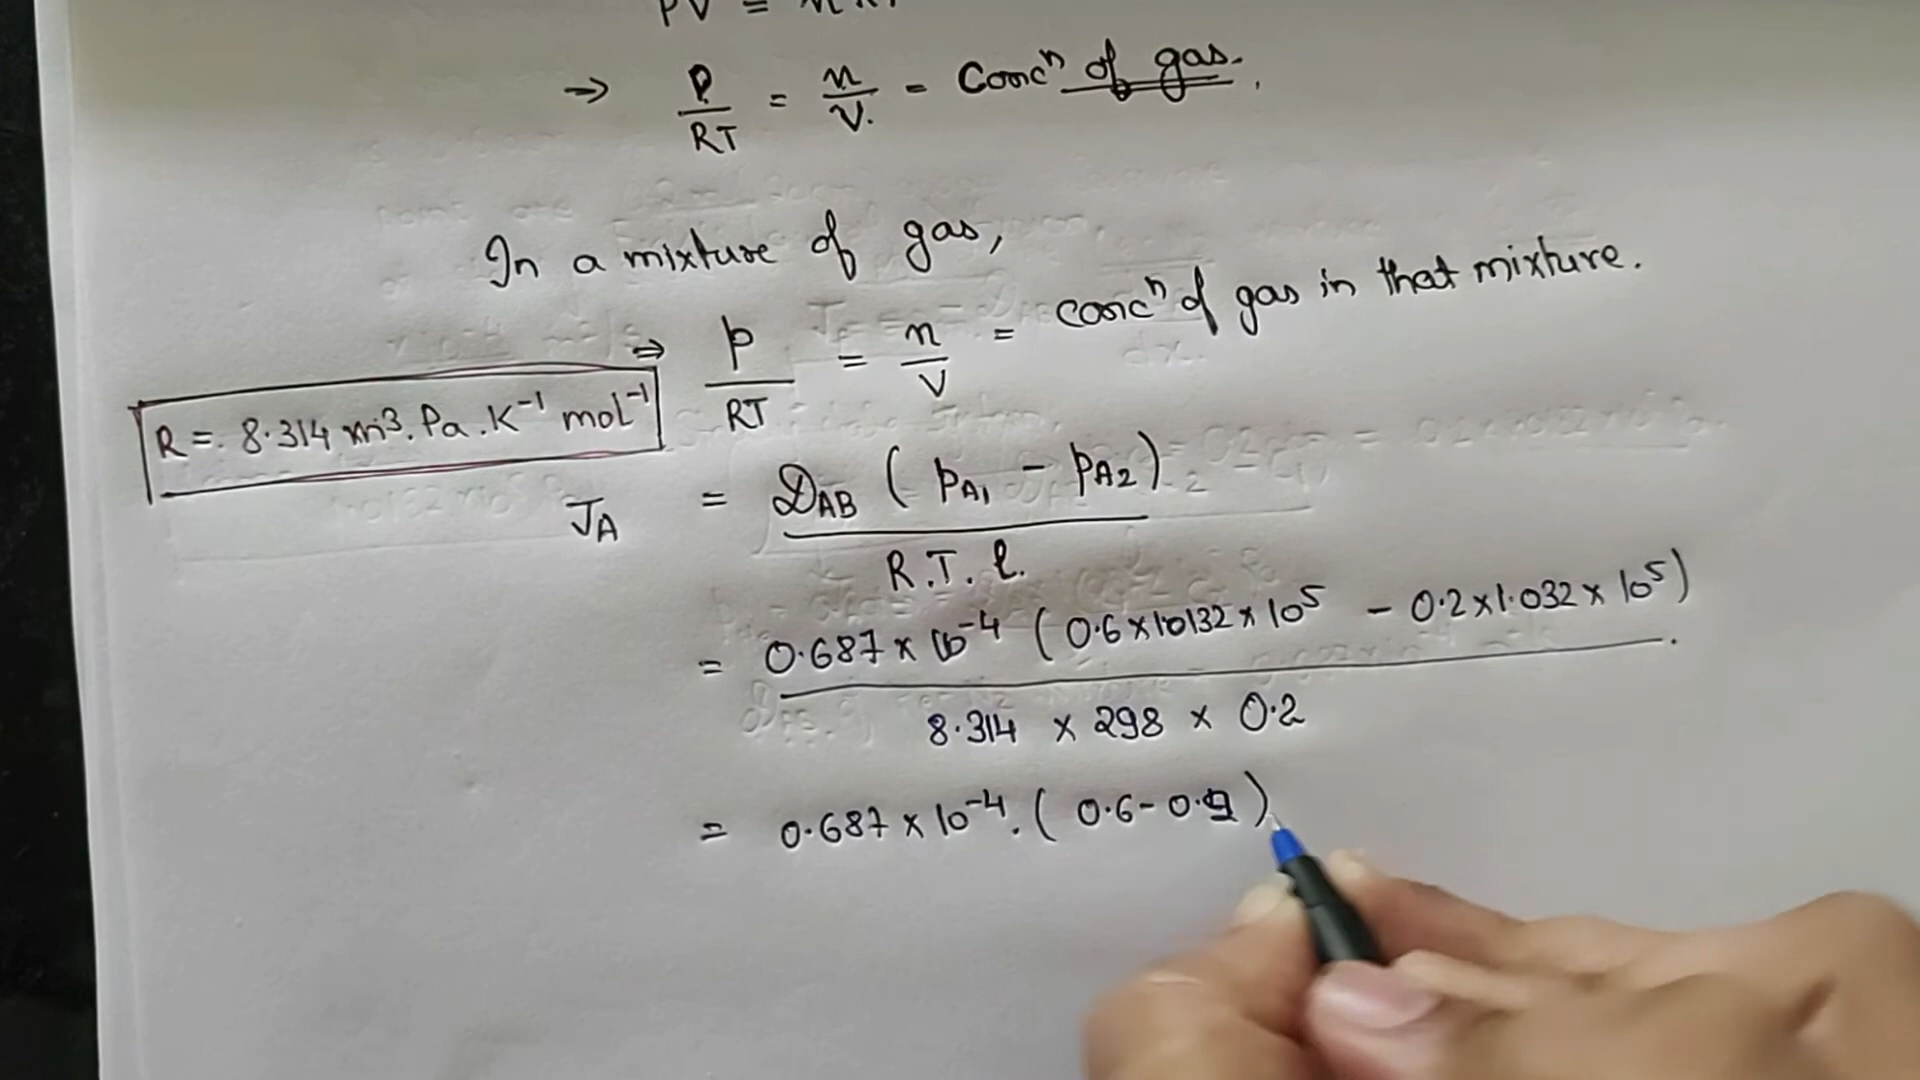 PV = nRT
⇒ P/RT = n/V. = Concⁿ of gas.
In a mixture of gas,
⇒ p/RT = n/V = concⁿ of gas in that mixture.
R = 8.314 m³. Pa . K⁻¹ mol⁻¹
J_A = D_AB ( p_A1 - p_A2 ) / R.T. l.
= 0.687 × 10⁻⁴ ( 0.6 × 1.0132 × 10⁵ - 0.2 × 1.032 × 10⁵ ) / 8.314 × 298 × 0.2
= 0.687 × 10⁻⁴. ( 0.6 - 0.2 )